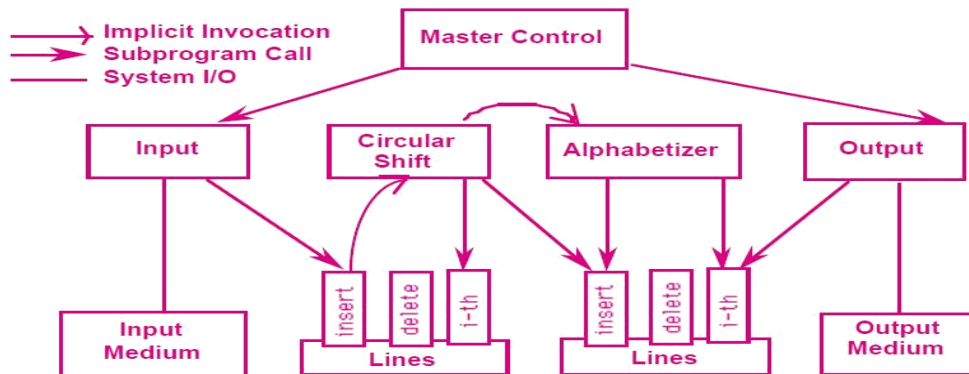 Implicit Invocation
Subprogram Call
System I/O
Master Control
Input
Circular
Shift
Alphabetizer
Output
insert
delete
i-th
insert
delete
i-th
Input
Medium
Lines
Lines
Output
Medium